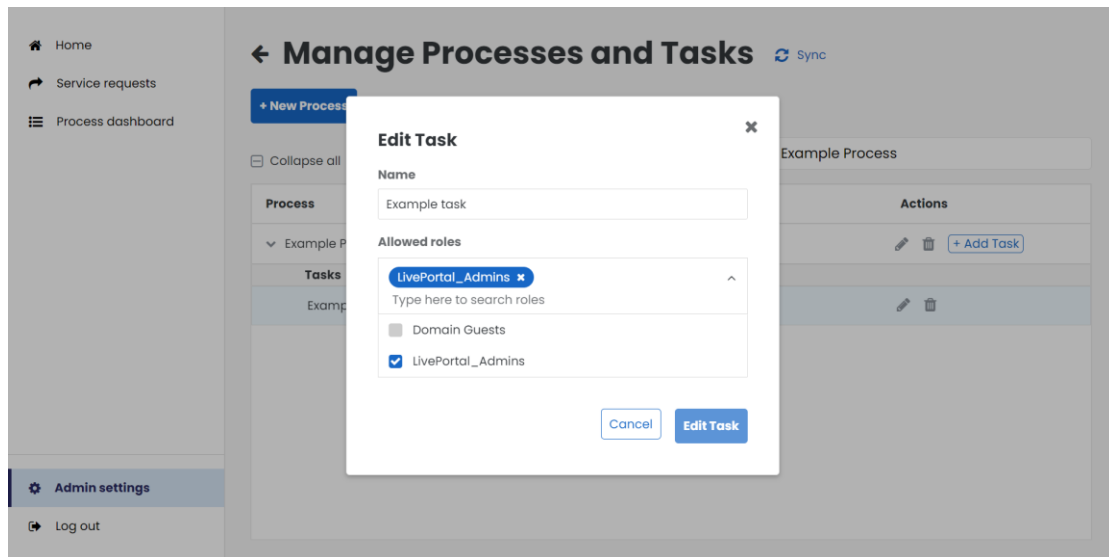 Home
Service requests
Process dashboard
Admin settings
Log out
Manage Processes and Tasks
Sync
+ New Process
Collapse all
Example Process
Process
Actions
Example P
+ Add Task
Tasks
Examp
Edit Task
Name
Example task
Allowed roles
LivePortal_Admins
Type here to search roles
Domain Guests
LivePortal_Admins
Cancel
Edit Task